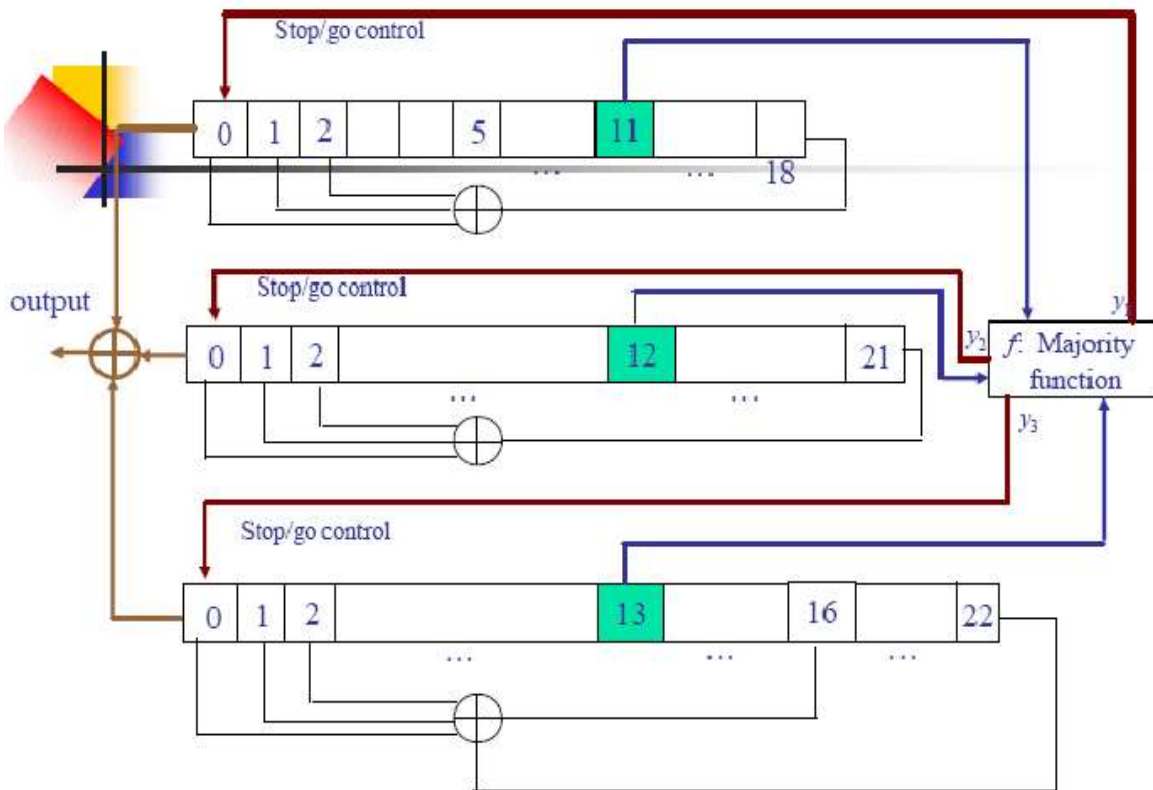 Stop/go control
0 1 2 5 11
... ... 18
y1
output
Stop/go control
0 1 2 12 21
y2
f: Majority
function
... ...
y3
Stop/go control
0 1 2 13 16 22
... ... ...